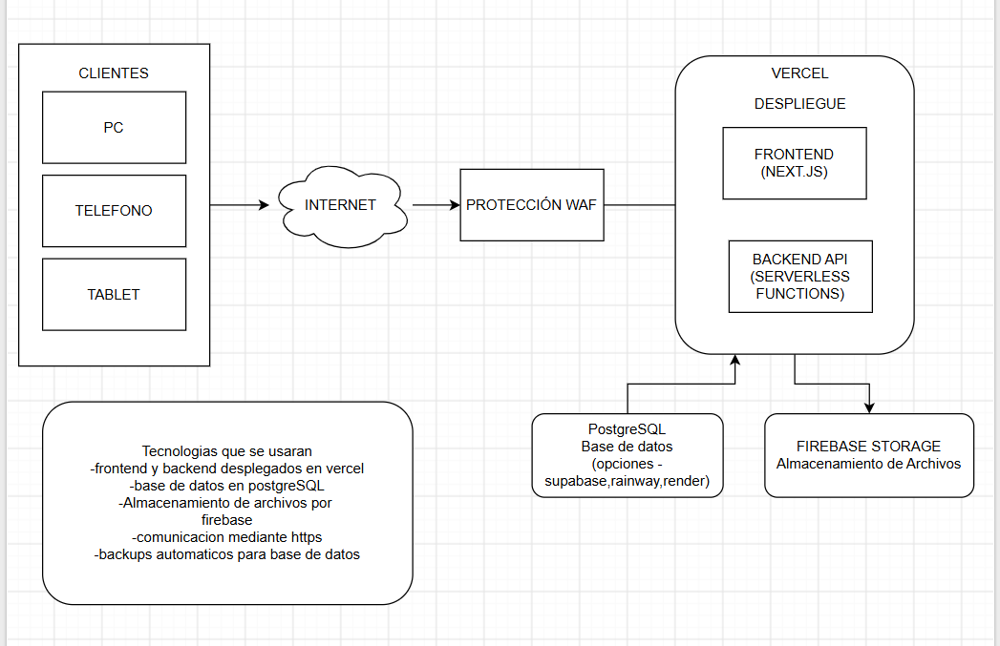 CLIENTES
PC
TELEFONO
TABLET
INTERNET
PROTECCIÓN WAF
VERCEL
DESPLIEGUE
FRONTEND
(NEXT.JS)
BACKEND API
(SERVERLESS
FUNCTIONS)
Tecnologias que se usaran
-frontend y backend desplegados en vercel
-base de datos en postgreSQL
-Almacenamiento de archivos por
firebase
-comunicacion mediante https
-backups automaticos para base de datos
PostgreSQL
Base de datos
(opciones -
supabase,rainway,render)
FIREBASE STORAGE
Almacenamiento de Archivos